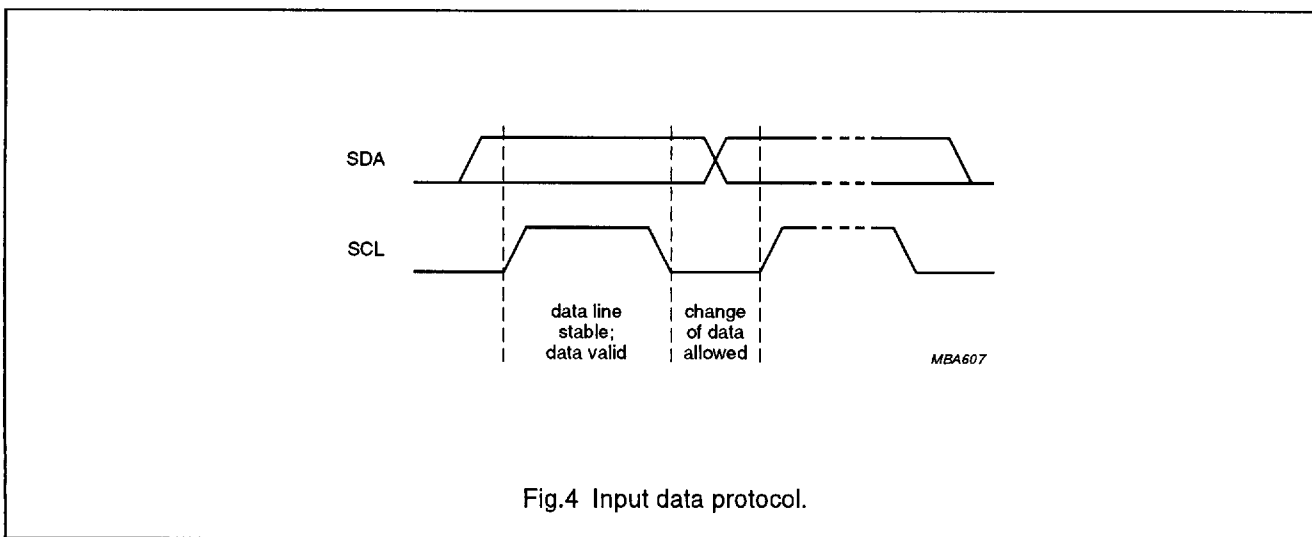 SDA
SCL
data line
stable;
data valid
change
of data
allowed
MBA607
Fig.4 Input data protocol.